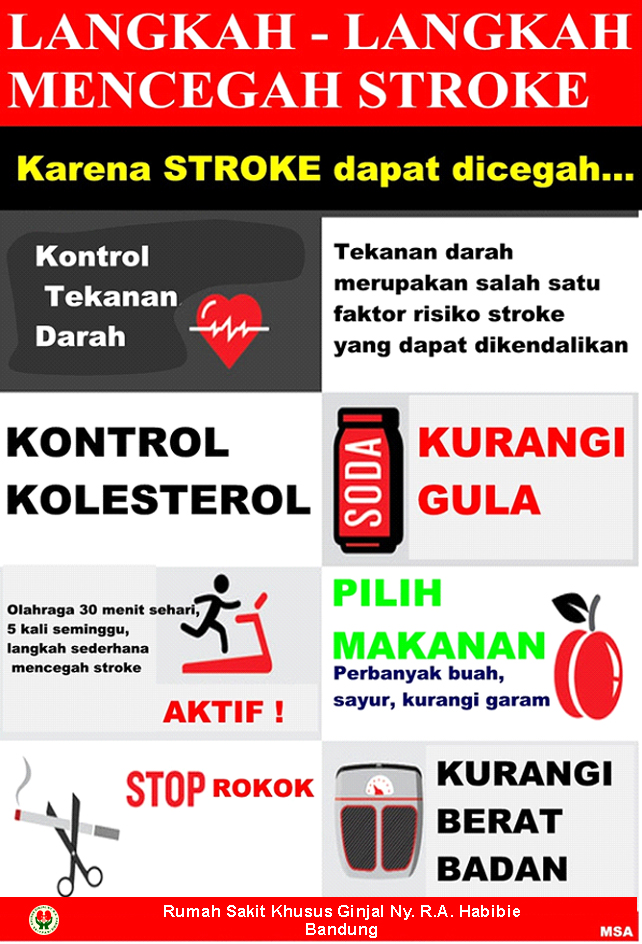 LANGKAH - LANGKAH
MENCEGAH STROKE
Karena STROKE dapat dicegah...
Kontrol
Tekanan
Darah
Tekanan darah
merupakan salah satu
faktor risiko stroke
yang dapat dikendalikan
KONTROL
KOLESTEROL
SODA
KURANGI
GULA
Olahraga 30 menit sehari,
5 kali seminggu,
langkah sederhana
mencegah stroke
AKTIF !
PILIH
MAKANAN
Perbanyak buah,
sayur, kurangi garam
STOP ROKOK
KURANGI
BERAT
BADAN
Rumah Sakit Khusus Ginjal Ny. R.A. Habibie
Bandung
MSA